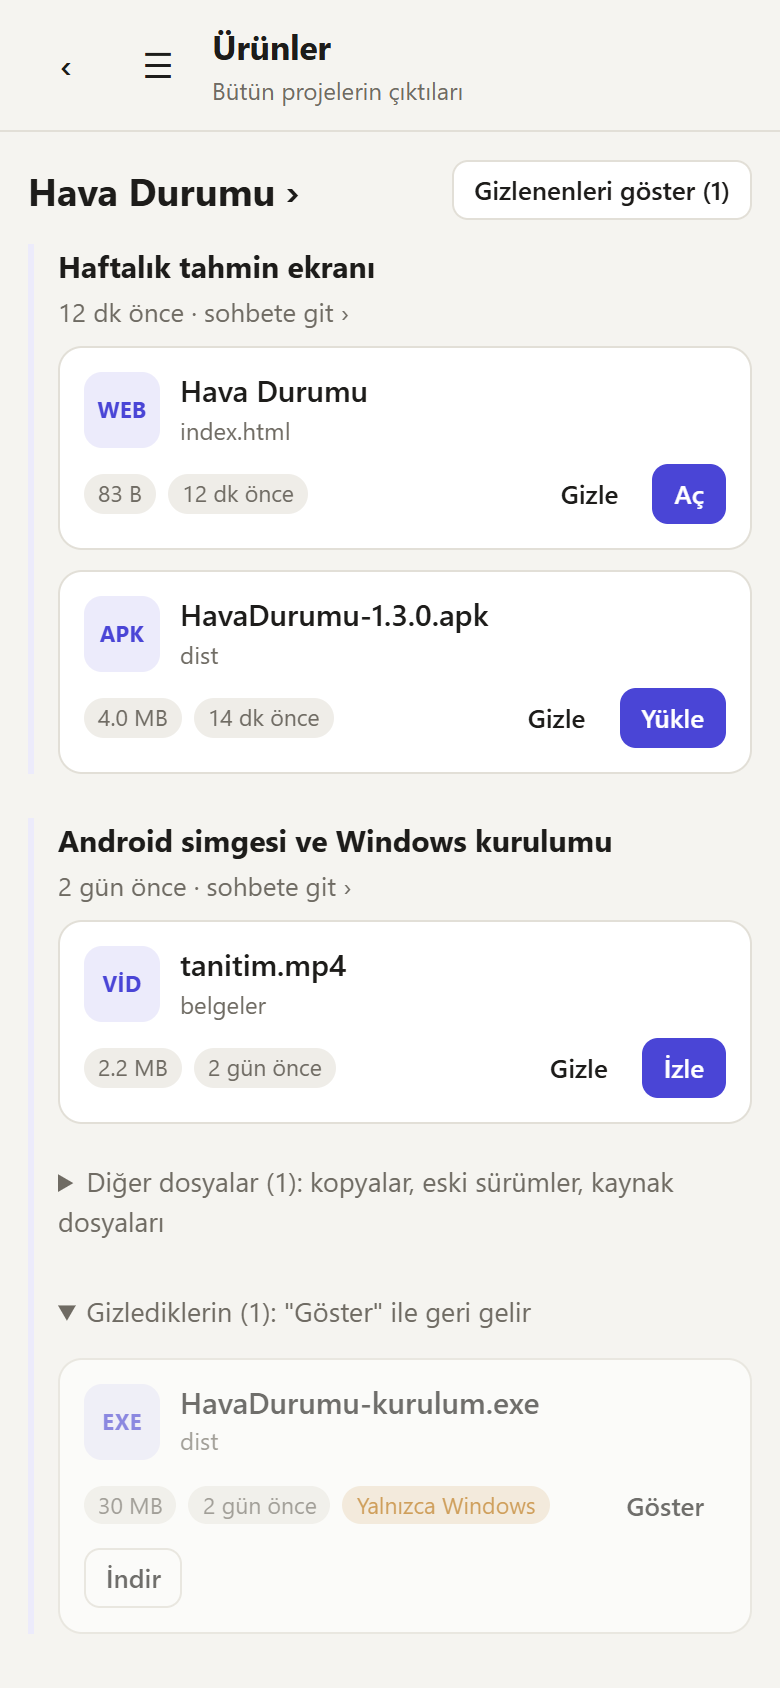 ‹ ☰ Ürünler
Bütün projelerin çıktıları
Hava Durumu › Gizlenenleri göster (1)
Haftalık tahmin ekranı
12 dk önce · sohbete git ›
WEB Hava Durumu
index.html
83 B 12 dk önce Gizle Aç
APK HavaDurumu-1.3.0.apk
dist
4.0 MB 14 dk önce Gizle Yükle
Android simgesi ve Windows kurulumu
2 gün önce · sohbete git ›
VİD tanitim.mp4
belgeler
2.2 MB 2 gün önce Gizle İzle
▶ Diğer dosyalar (1): kopyalar, eski sürümler, kaynak
dosyaları
▼ Gizlediklerin (1): "Göster" ile geri gelir
EXE HavaDurumu-kurulum.exe
dist
30 MB 2 gün önce Yalnızca Windows Göster
İndir